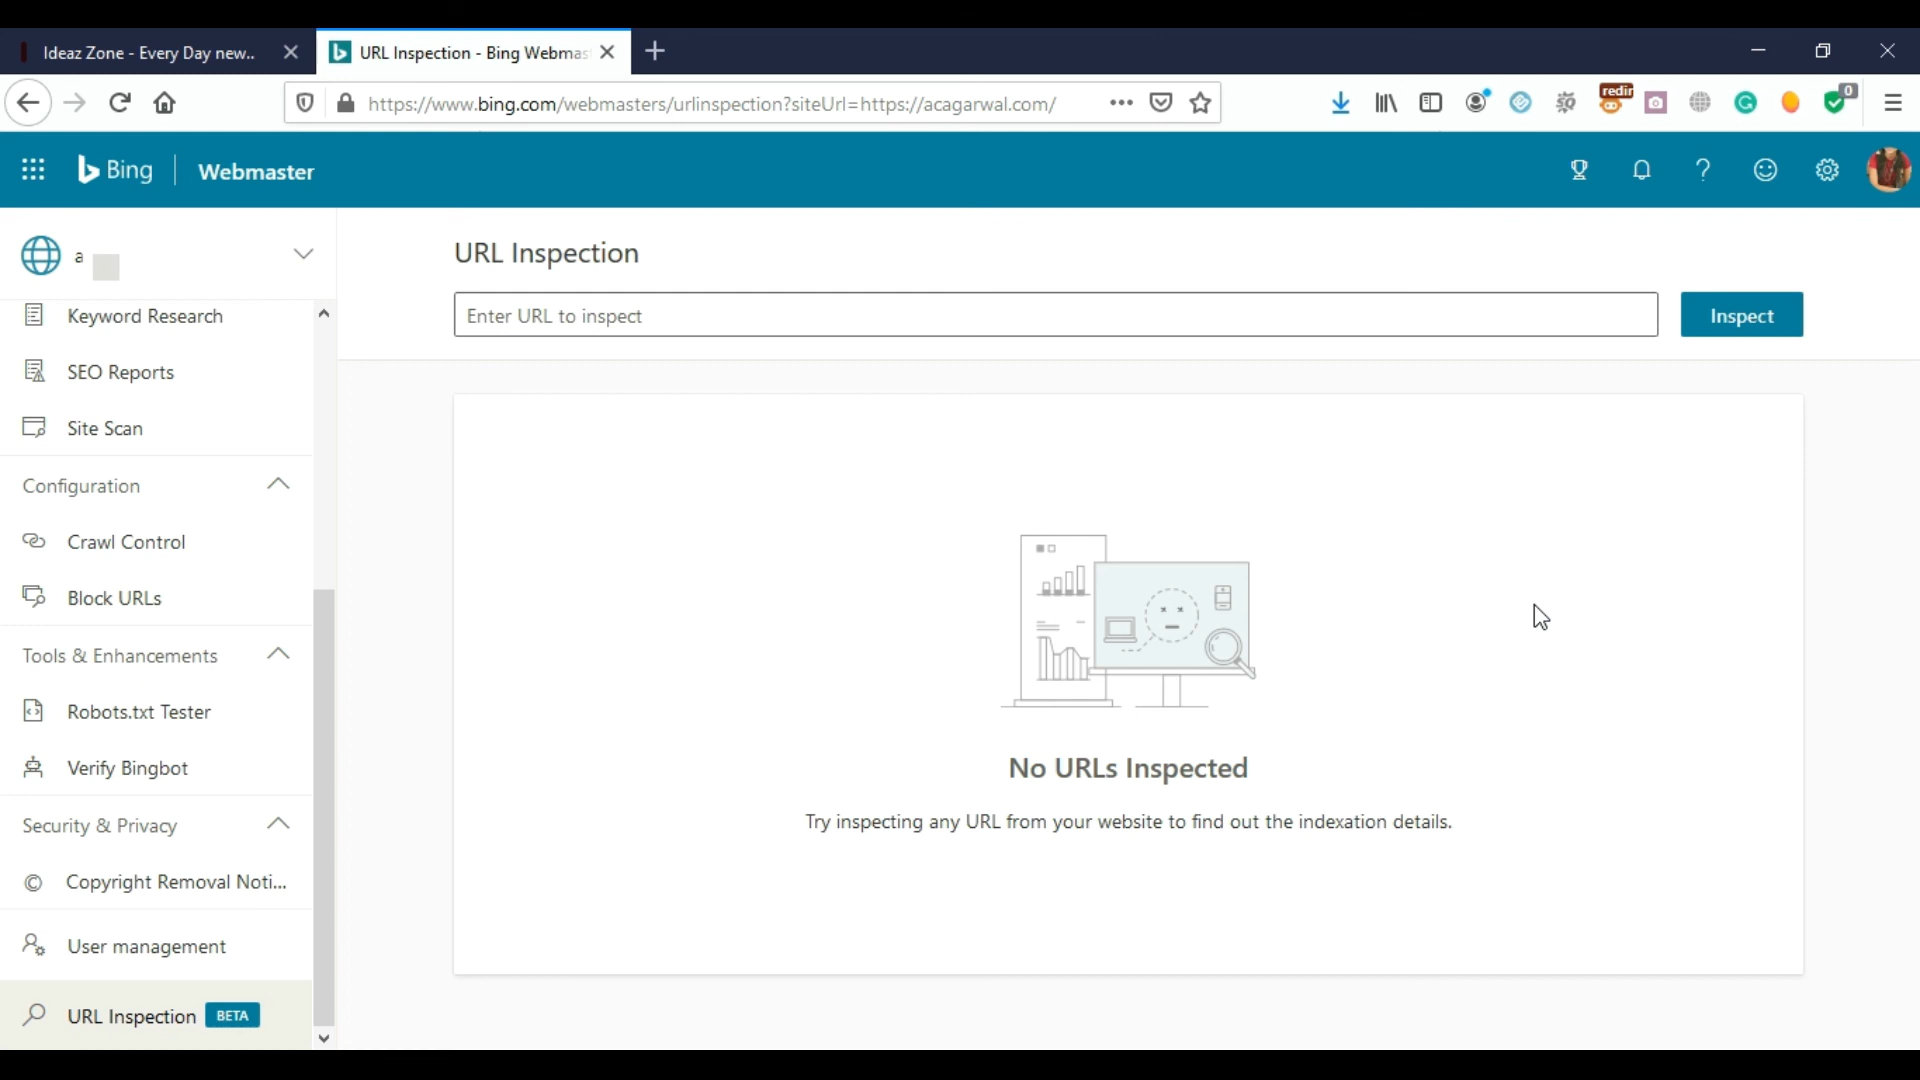 Ideaz Zone - Every Day new..
URL Inspection - Bing Webmas
https://www.bing.com/webmasters/urlinspection?siteUrl=https://acagarwal.com/
redir
0
Bing
Webmaster
a
Keyword Research
SEO Reports
Site Scan
Configuration
Crawl Control
Block URLs
Tools & Enhancements
Robots.txt Tester
Verify Bingbot
Security & Privacy
Copyright Removal Noti...
User management
URL Inspection BETA
URL Inspection
Enter URL to inspect
Inspect
No URLs Inspected
Try inspecting any URL from your website to find out the indexation details.